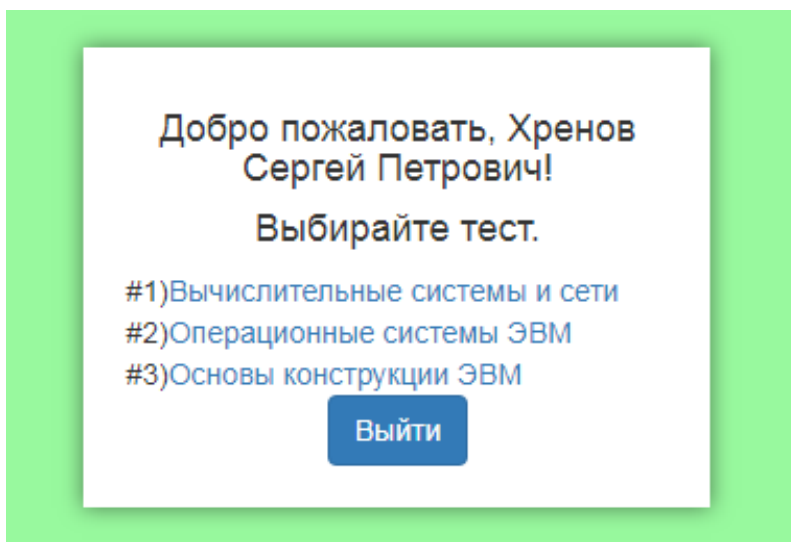 Добро пожаловать, Хренов
Сергей Петрович!
Выбирайте тест.
#1)Вычислительные системы и сети
#2)Операционные системы ЭВМ
#3)Основы конструкции ЭВМ
Выйти